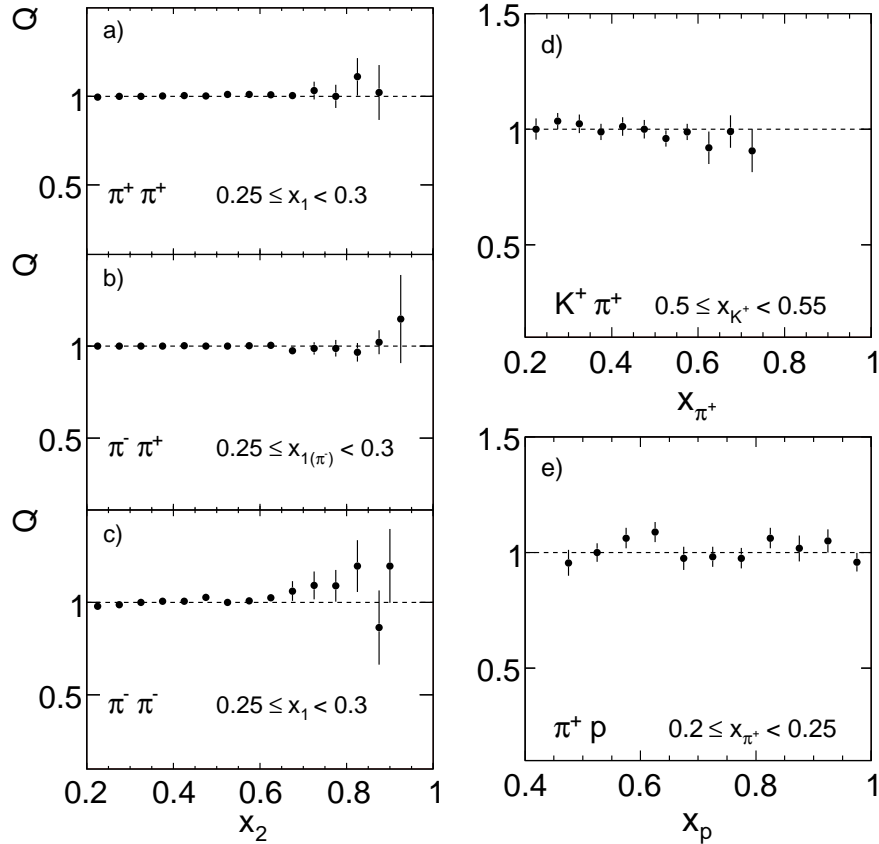 Q
a)
1
0.5
π⁺ π⁺ 0.25 ≤ x₁ < 0.3
Q
b)
1
0.5
π⁻ π⁺ 0.25 ≤ x₁₍π⁻₎ < 0.3
Q
c)
1
0.5
π⁻ π⁻ 0.25 ≤ x₁ < 0.3
0.2 0.4 0.6 0.8 1
x₂
1.5
d)
1
0.5
K⁺ π⁺ 0.5 ≤ x_K⁺ < 0.55
0.2 0.4 0.6 0.8 1
x_π⁺
1.5
e)
1
0.5
π⁺ p 0.2 ≤ x_π⁺ < 0.25
0.4 0.6 0.8 1
x_p